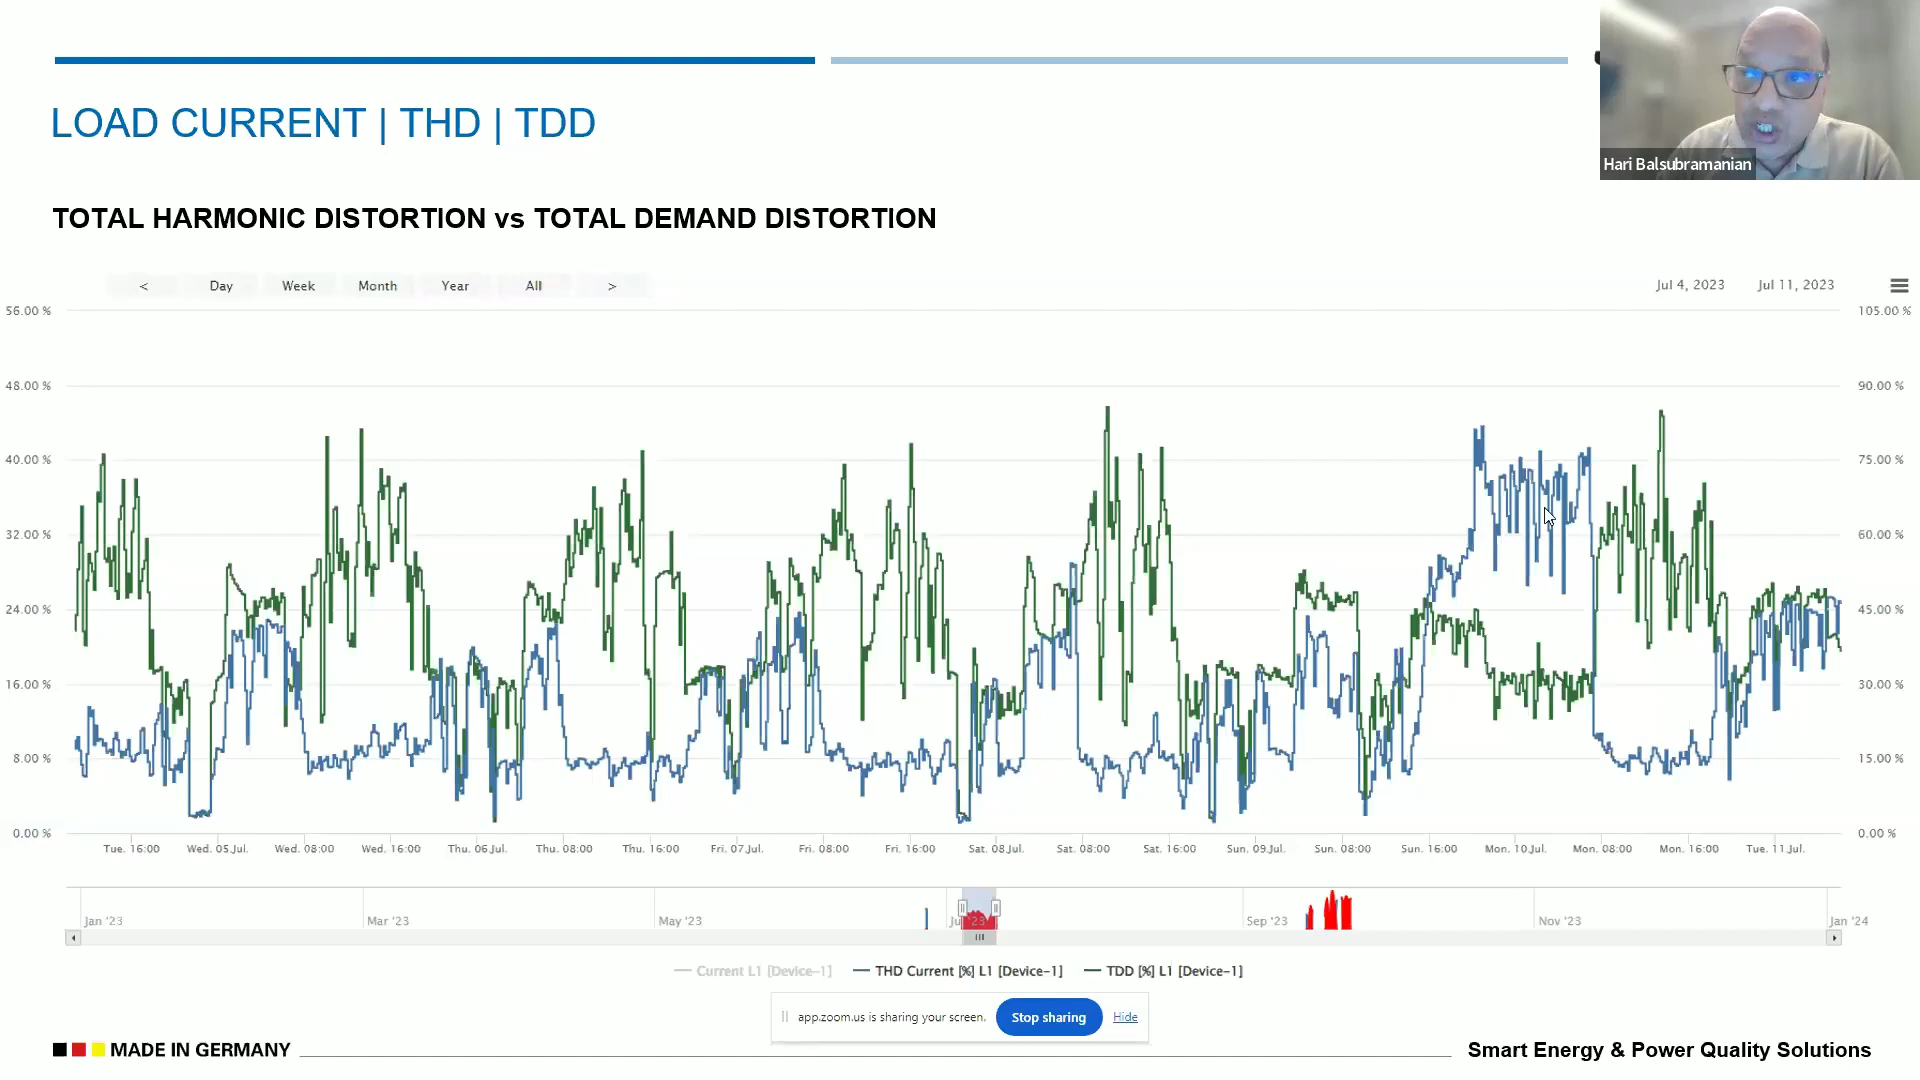 LOAD CURRENT | THD | TDD
Hari Balsubramanian
TOTAL HARMONIC DISTORTION vs TOTAL DEMAND DISTORTION
< Day Week Month Year All >
Jul 4, 2023 Jul 11, 2023
56.00 % 105.00 %
48.00 % 90.00 %
40.00 % 75.00 %
32.00 % 60.00 %
24.00 % 45.00 %
16.00 % 30.00 %
8.00 % 15.00 %
0.00 % 0.00 %
Tue. 16:00 Wed. 05.Jul. Wed. 08:00 Wed. 16:00 Thu. 06.Jul. Thu. 08:00 Thu. 16:00 Fri. 07.Jul. Fri. 08:00 Fri. 16:00 Sat. 08.Jul. Sat. 08:00 Sat. 16:00 Sun. 09.Jul. Sun. 08:00 Sun. 16:00 Mon. 10.Jul. Mon. 08:00 Mon. 16:00 Tue. 11.Jul.
Jan '23 Mar '23 May '23 Sep '23 Nov '23 Jan '24
Current L1 [Device-1] THD Current [%] L1 [Device-1] TDD [%] L1 [Device-1]
app.zoom.us is sharing your screen. Stop sharing Hide
MADE IN GERMANY
Smart Energy & Power Quality Solutions